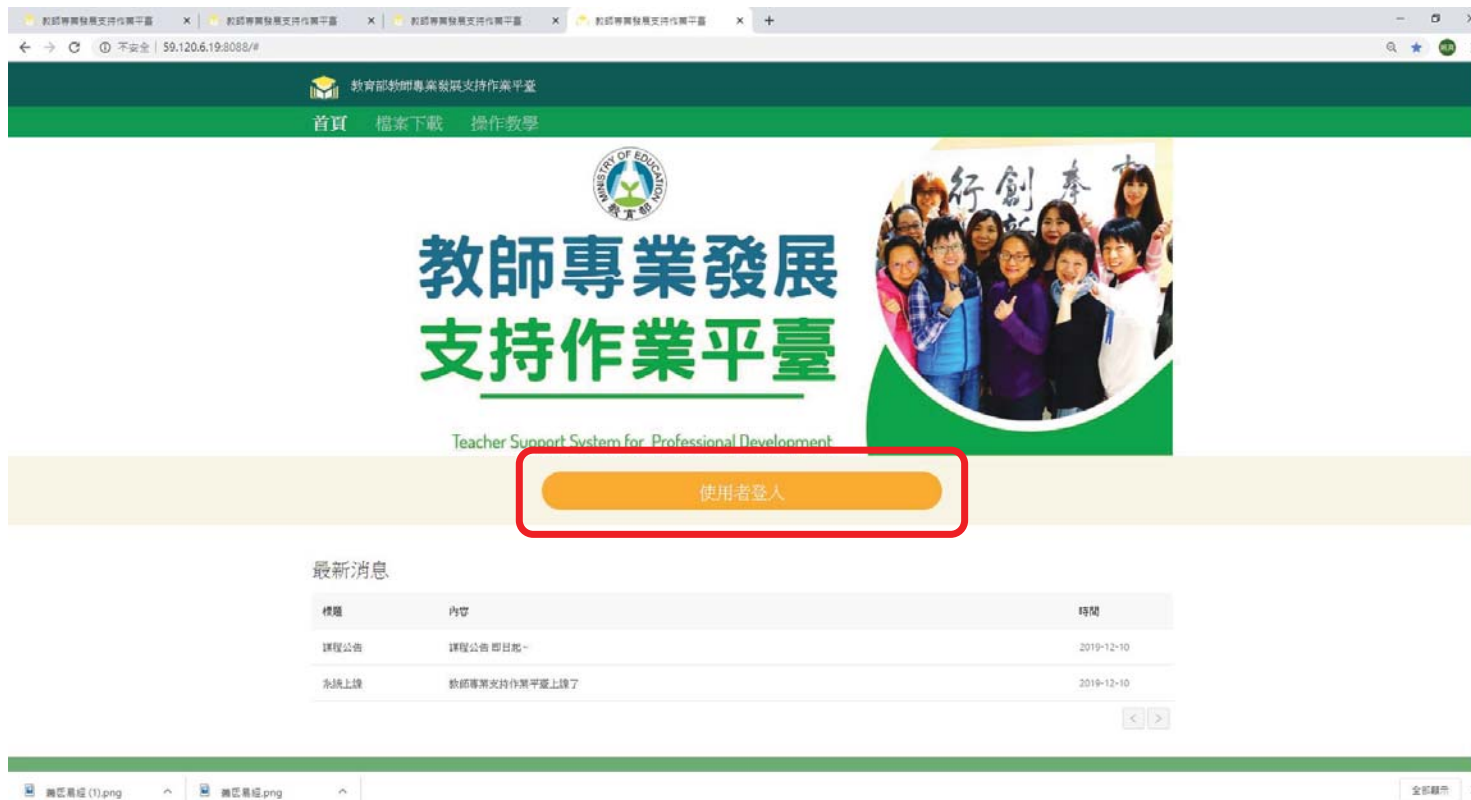 教師專業發展支持作業平臺
教師專業發展支持作業平臺
教師專業發展支持作業平臺
教師專業發展支持作業平臺
不安全 | 59.120.6.19:8088/#
教育部教師專業發展支持作業平臺
首頁 檔案下載 操作教學
MINISTRY OF EDUCATION
教育部
行創
奉
新
教師專業發展
支持作業平臺
Teacher Support System for Professional Development
使用者登入
最新消息
標題 內容 時間
課程公告 課程公告 即日起~ 2019-12-10
系統上線 教師專業支持作業平臺上線了 2019-12-10
< >
(1).png
.png
全部顯示